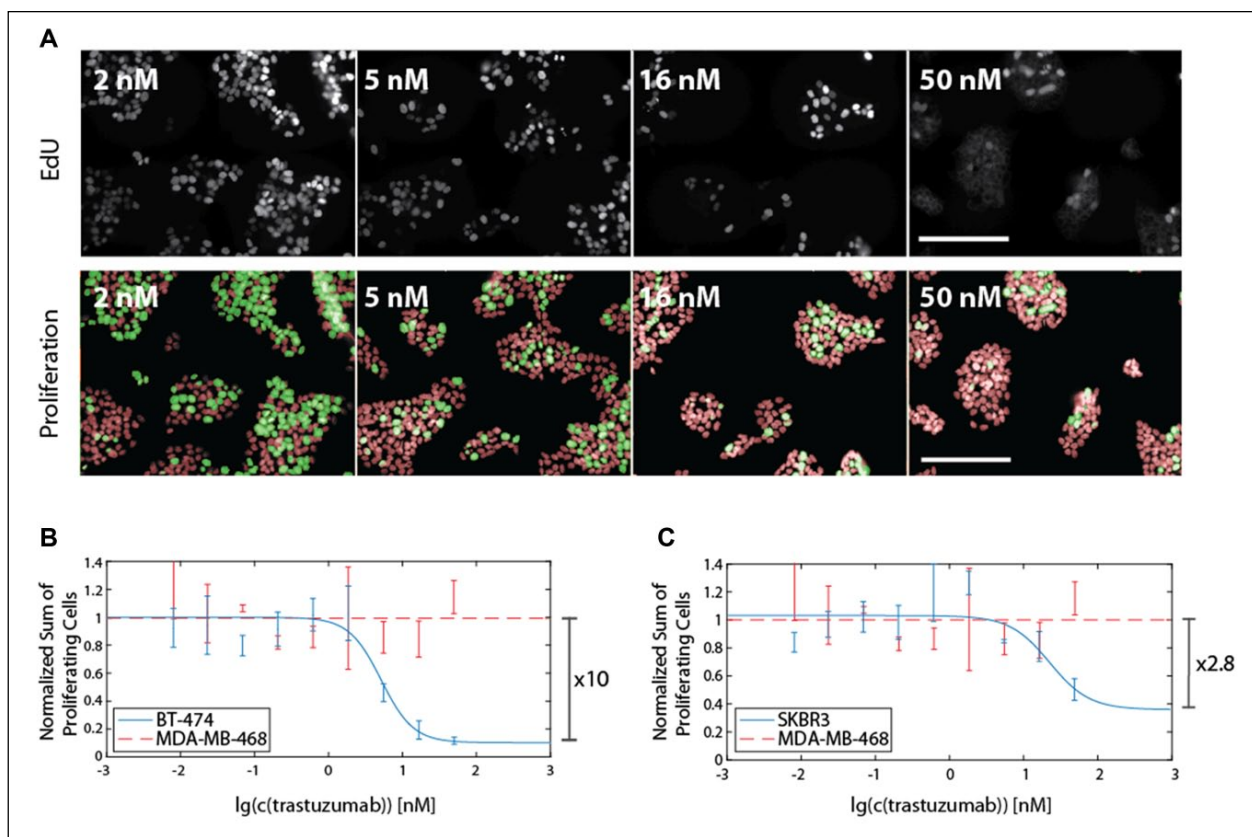 A
2 nM 5 nM 16 nM 50 nM
EdU
2 nM 5 nM 16 nM 50 nM
Proliferation
B
Normalized Sum of
Proliferating Cells
1.4
1.2
1
0.8
0.6
0.4
0.2
0
BT-474
MDA-MB-468
-3 -2 -1 0 1 2 3
lg(c(trastuzumab)) [nM]
x10
C
Normalized Sum of
Proliferating Cells
1.4
1.2
1
0.8
0.6
0.4
0.2
0
SKBR3
MDA-MB-468
-3 -2 -1 0 1 2 3
lg(c(trastuzumab)) [nM]
x2.8